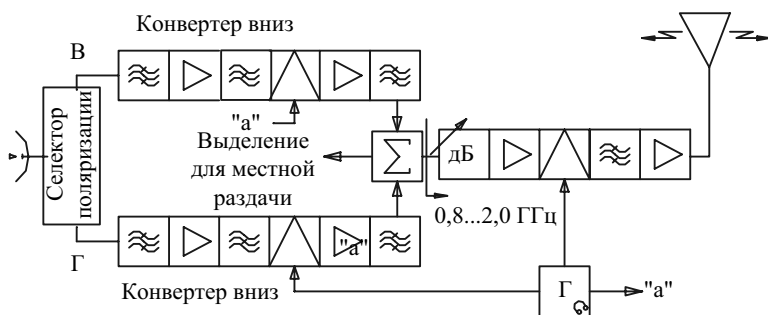 Конвертер вниз
В
Селектор
поляризации
"а"
Выделение
для местной
раздачи
Σ
дБ
0,8...2,0 ГГц
"а"
Г
Конвертер вниз
Г
"а"